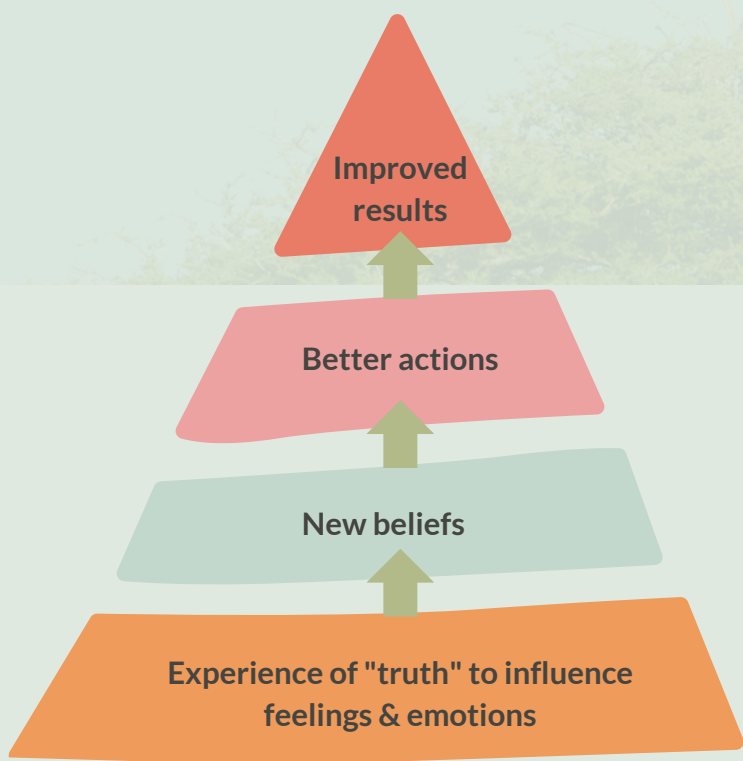 Improved
results
Better actions
New beliefs
Experience of "truth" to influence
feelings & emotions